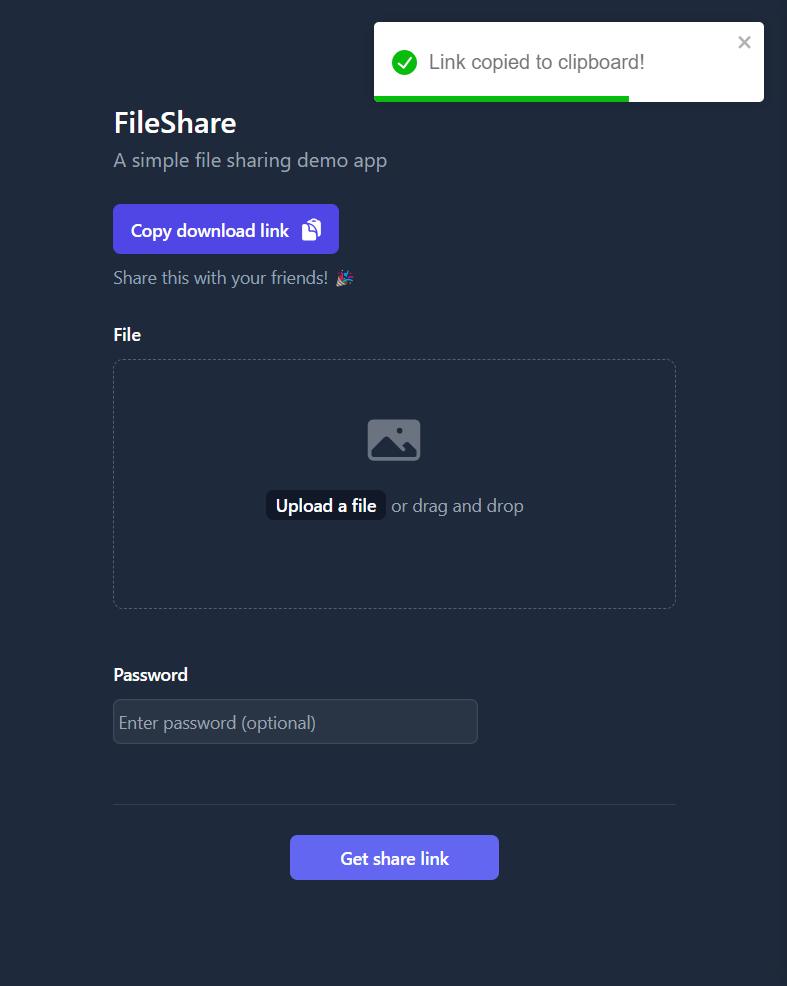 Link copied to clipboard!
FileShare
A simple file sharing demo app
Copy download link
Share this with your friends! 🎉
File
Upload a file or drag and drop
Password
Enter password (optional)
Get share link